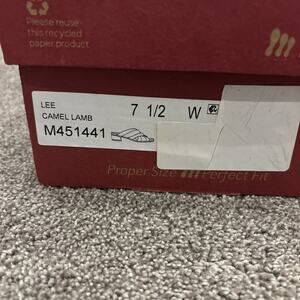 Please reuse
this recycled
paper product
LEE 7 1/2 W
CAMEL LAMB
M451441
Proper Size Perfect Fit